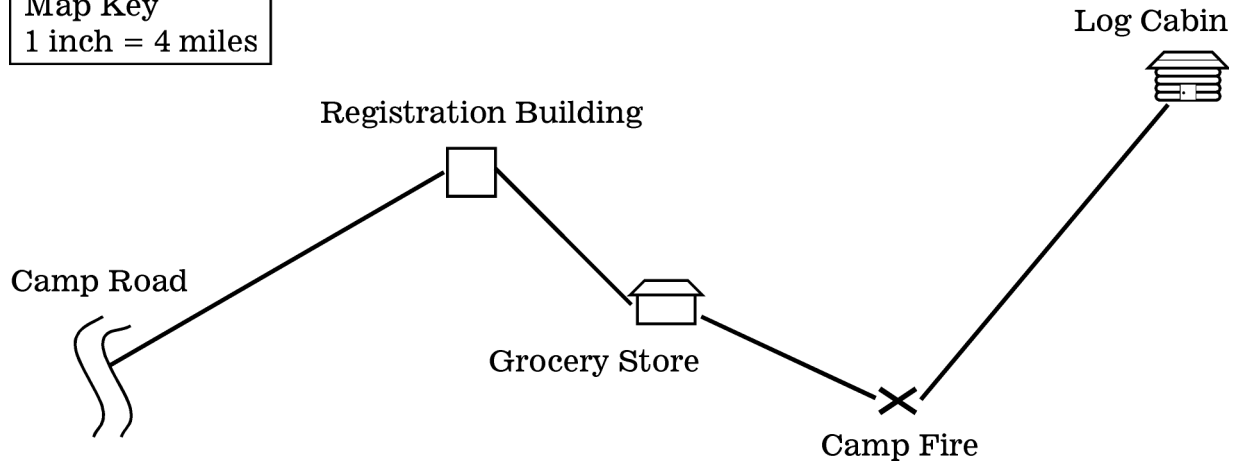 Map Key
1 inch = 4 miles
Log Cabin
Registration Building
Camp Road
Grocery Store
Camp Fire